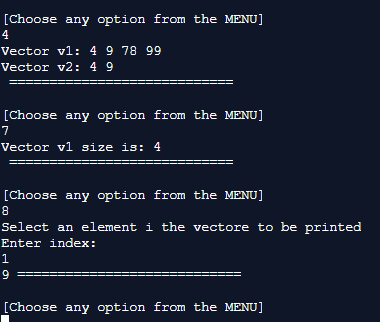 [Choose any option from the MENU]
4
Vector v1: 4 9 78 99
Vector v2: 4 9
============================
[Choose any option from the MENU]
7
Vector v1 size is: 4
============================
[Choose any option from the MENU]
8
Select an element i the vectore to be printed
Enter index:
1
9 ============================
[Choose any option from the MENU]